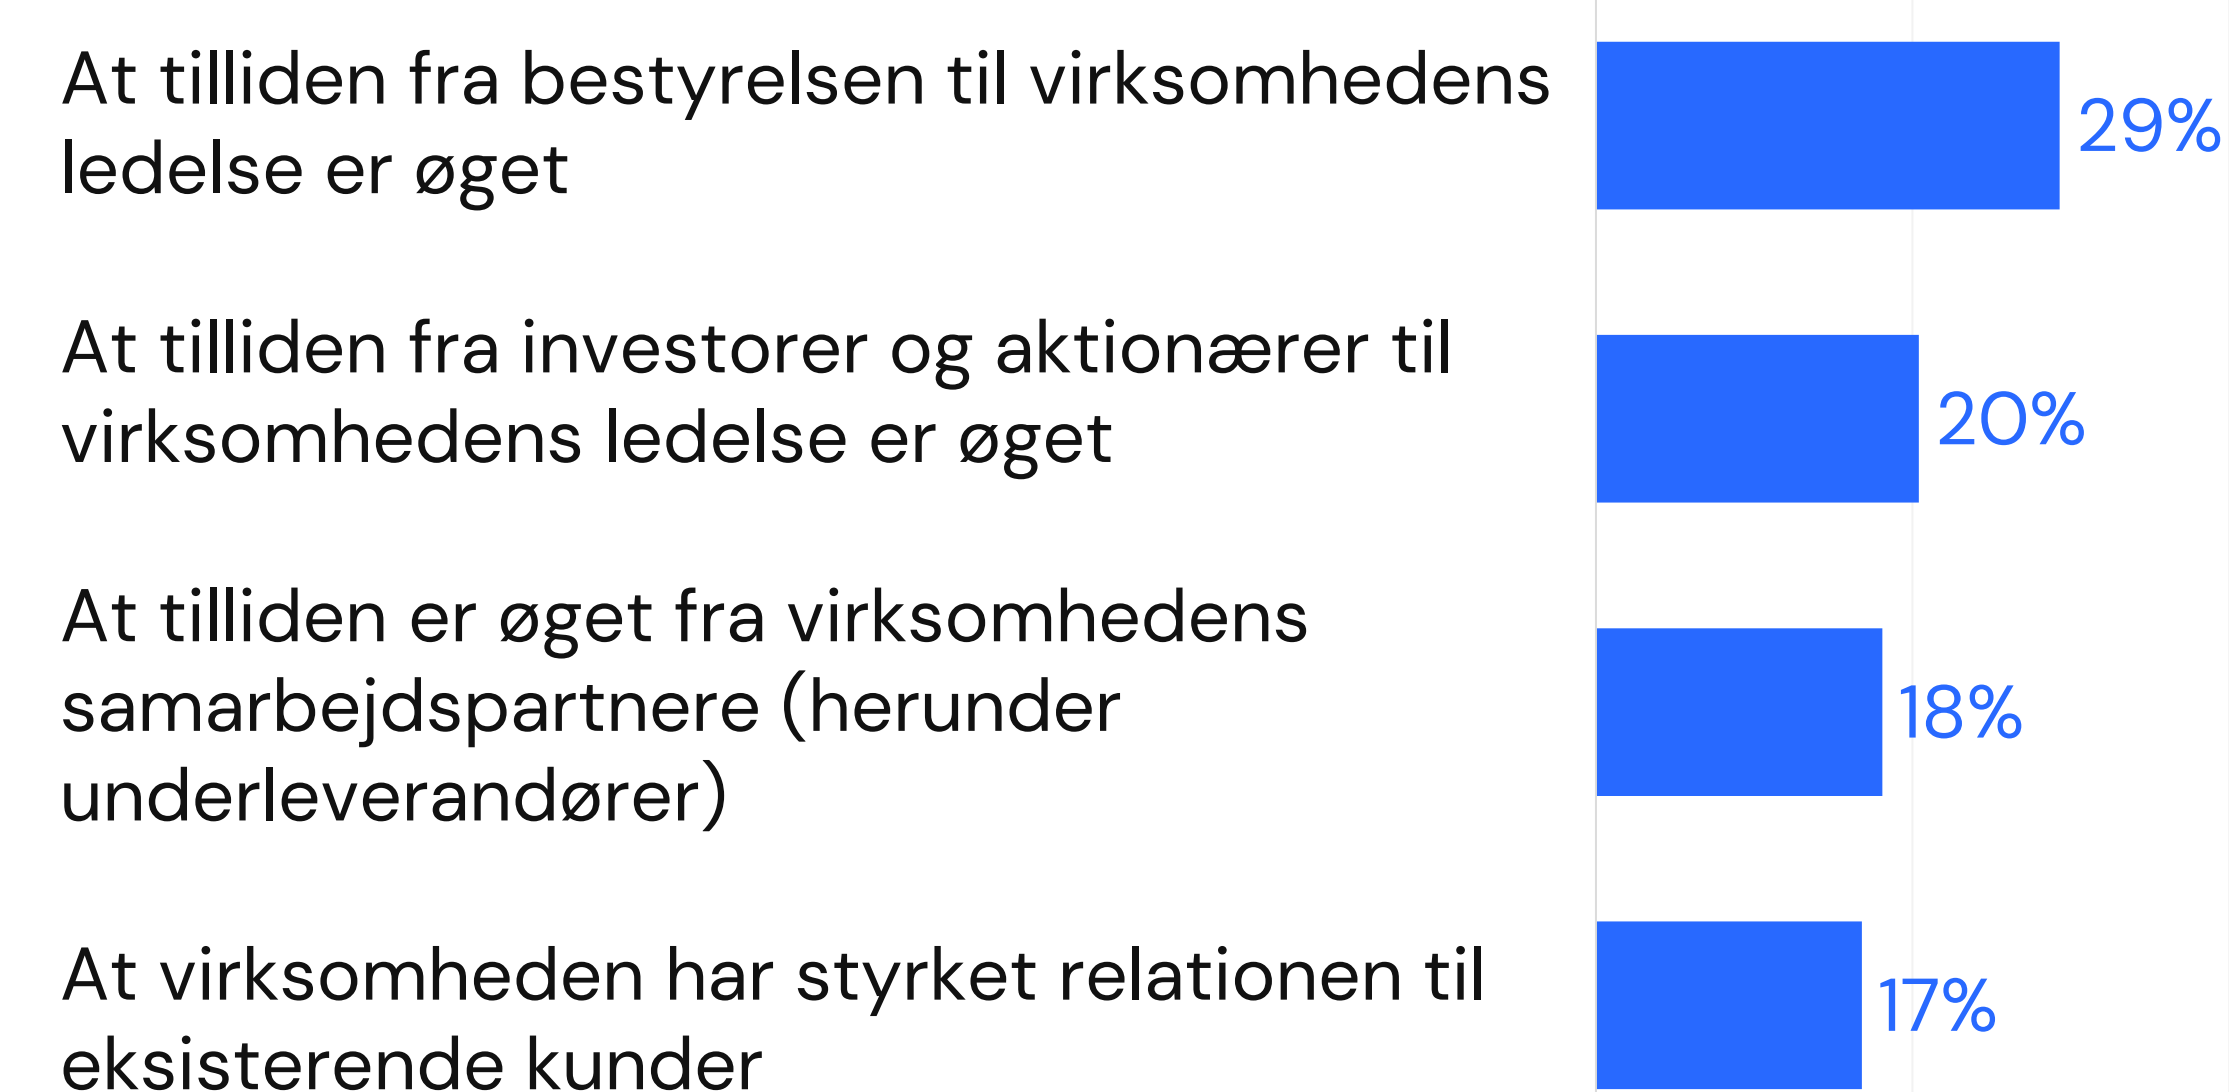 At tilliden fra bestyrelsen til virksomhedens
ledelse er øget
29%
At tilliden fra investorer og aktionærer til
virksomhedens ledelse er øget
20%
At tilliden er øget fra virksomhedens
samarbejdspartnere (herunder
underleverandører)
18%
At virksomheden har styrket relationen til
eksisterende kunder
17%